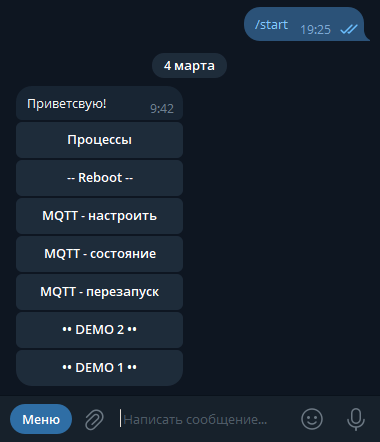 /start 19:25
4 марта
Приветсвую! 9:42
Процессы
-- Reboot --
MQTT - настроить
MQTT - состояние
MQTT - перезапуск
•• DEMO 2 ••
•• DEMO 1 ••
Меню Написать сообщение...